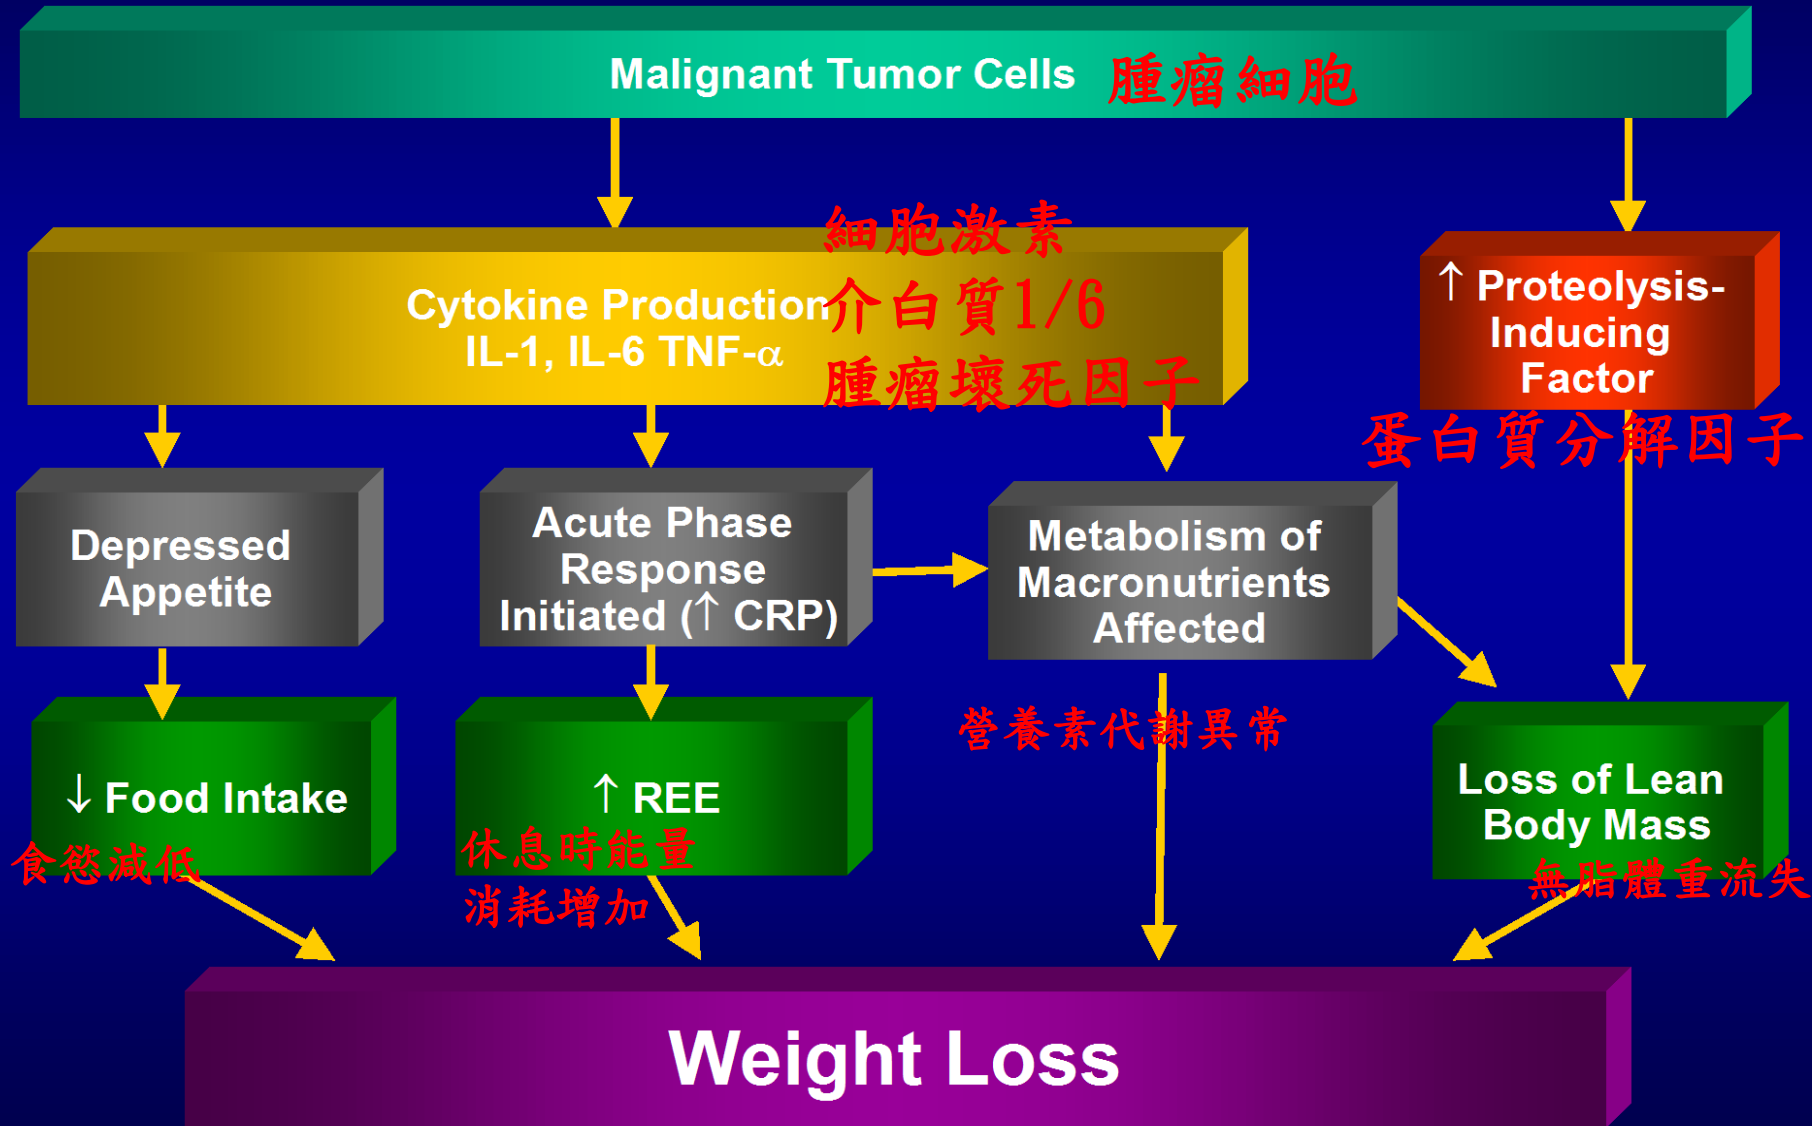 Malignant Tumor Cells 腫瘤細胞
細胞激素
Cytokine Production 介白質1/6
IL-1, IL-6 TNF-α 腫瘤壞死因子
↑ Proteolysis-
Inducing
Factor
蛋白質分解因子
Depressed
Appetite
Acute Phase
Response
Initiated (↑ CRP)
Metabolism of
Macronutrients
Affected
營養素代謝異常
↓ Food Intake
食慾減低
↑ REE
休息時能量
消耗增加
Loss of Lean
Body Mass
無脂體重流失
Weight Loss